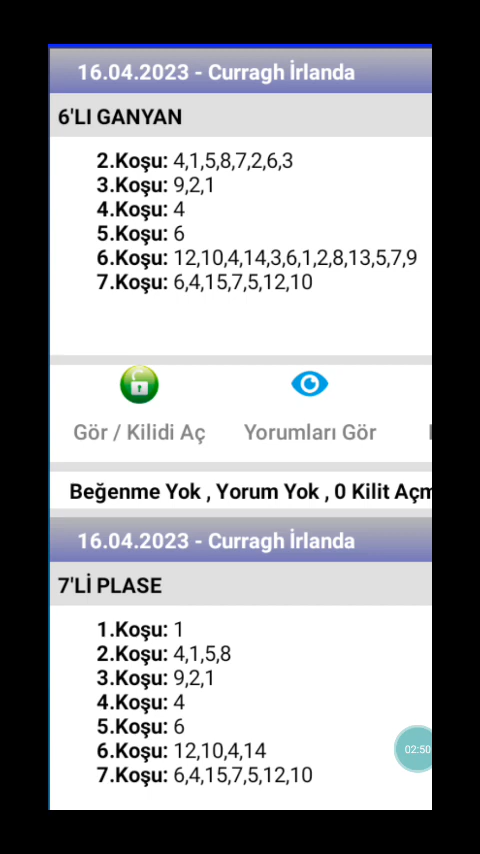 16.04.2023 - Curragh İrlanda
6'LI GANYAN
2.Koşu: 4,1,5,8,7,2,6,3
3.Koşu: 9,2,1
4.Koşu: 4
5.Koşu: 6
6.Koşu: 12,10,4,14,3,6,1,2,8,13,5,7,9
7.Koşu: 6,4,15,7,5,12,10
Gör / Kilidi Aç Yorumları Gör
Beğenme Yok , Yorum Yok , 0 Kilit Açm
16.04.2023 - Curragh İrlanda
7'Lİ PLASE
1.Koşu: 1
2.Koşu: 4,1,5,8
3.Koşu: 9,2,1
4.Koşu: 4
5.Koşu: 6
6.Koşu: 12,10,4,14
7.Koşu: 6,4,15,7,5,12,10
02:50